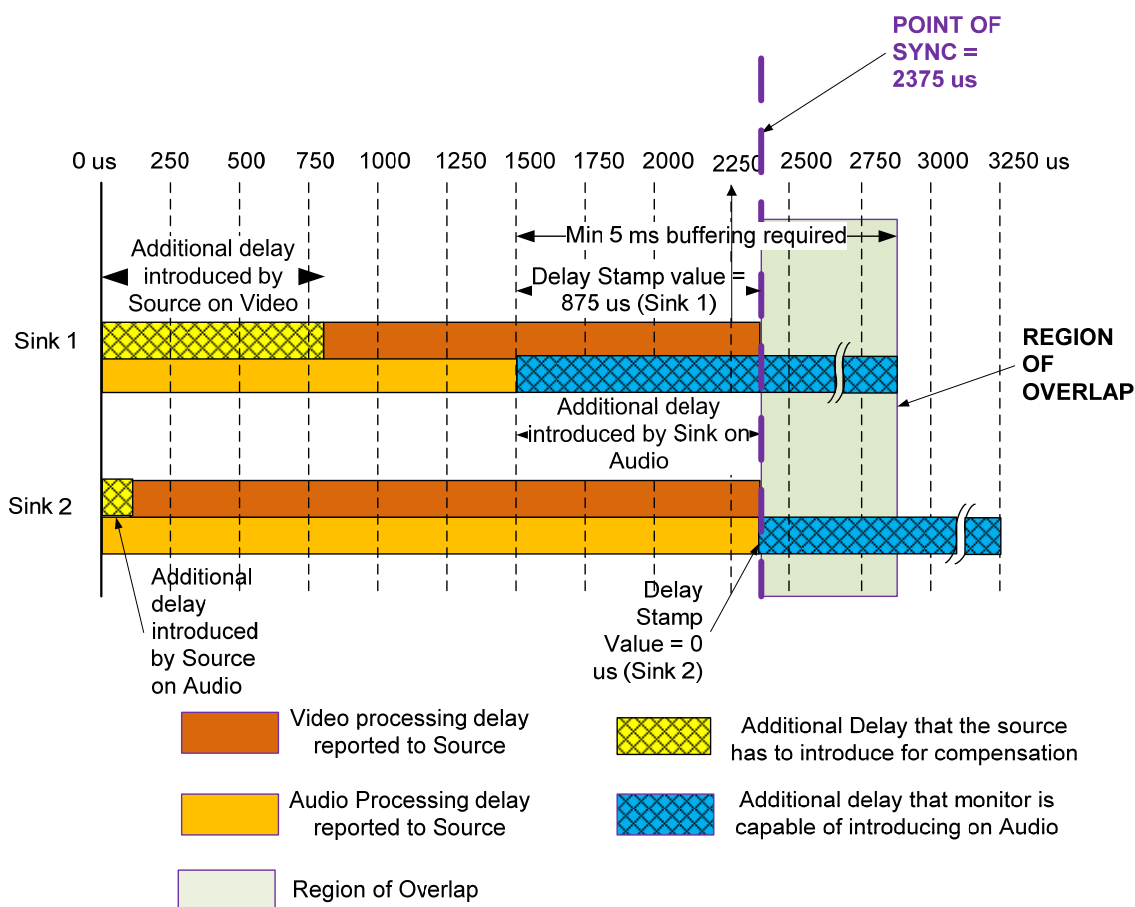 POINT OF
SYNC =
2375 us
0 us 250 500 750 1000 1250 1500 1750 2000 2250 2500 2750 3000 3250 us
Min 5 ms buffering required
Additional delay
introduced by
Source on Video
Delay Stamp value =
875 us (Sink 1)
Sink 1
REGION
OF
OVERLAP
Additional delay
introduced by Sink on
Audio
Sink 2
Additional
delay
introduced
by Source
on Audio
Delay
Stamp
Value = 0
us (Sink 2)
Video processing delay
reported to Source
Additional Delay that the source
has to introduce for compensation
Audio Processing delay
reported to Source
Additional delay that monitor is
capable of introducing on Audio
Region of Overlap